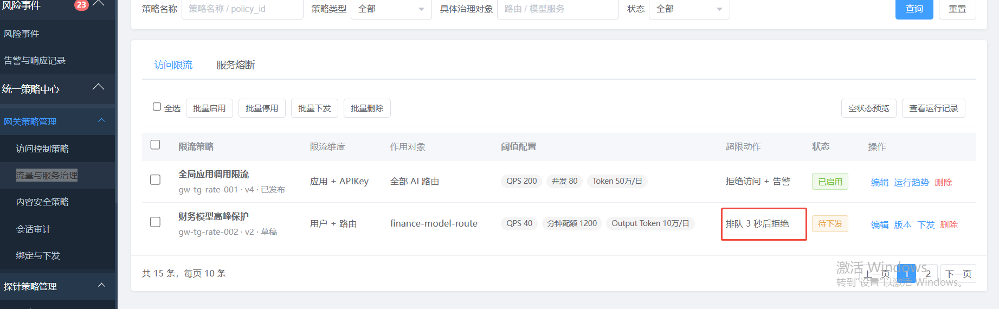 风险事件 23
策略名称 策略名称 / policy_id 策略类型 全部 具体治理对象 路由 / 模型服务 状态 全部 查询 重置
风险事件
告警与响应记录
统一策略中心
网关策略管理
访问控制策略
流量与服务治理
内容安全策略
会话审计
绑定与下发
探针策略管理
访问限流 服务熔断
全选 批量启用 批量停用 批量下发 批量删除 空状态预览 查看运行记录
限流策略 限流维度 作用对象 阈值配置 超限动作 状态 操作
全局应用调用限流
gw-tg-rate-001 · v4 · 已发布
应用 + APIKey 全部 AI 路由 QPS 200 并发 80 Token 50万/日 拒绝访问 + 告警 已启用 编辑 运行趋势 删除
财务模型高峰保护
gw-tg-rate-002 · v2 · 草稿
用户 + 路由 finance-model-route QPS 40 分钟配额 1200 Output Token 10万/日 排队 3 秒后拒绝 待下发 编辑 版本 下发 删除
共 15 条，每页 10 条 上一页 1 2 下一页
激活 Windows
转到"设置"以激活 Windows。